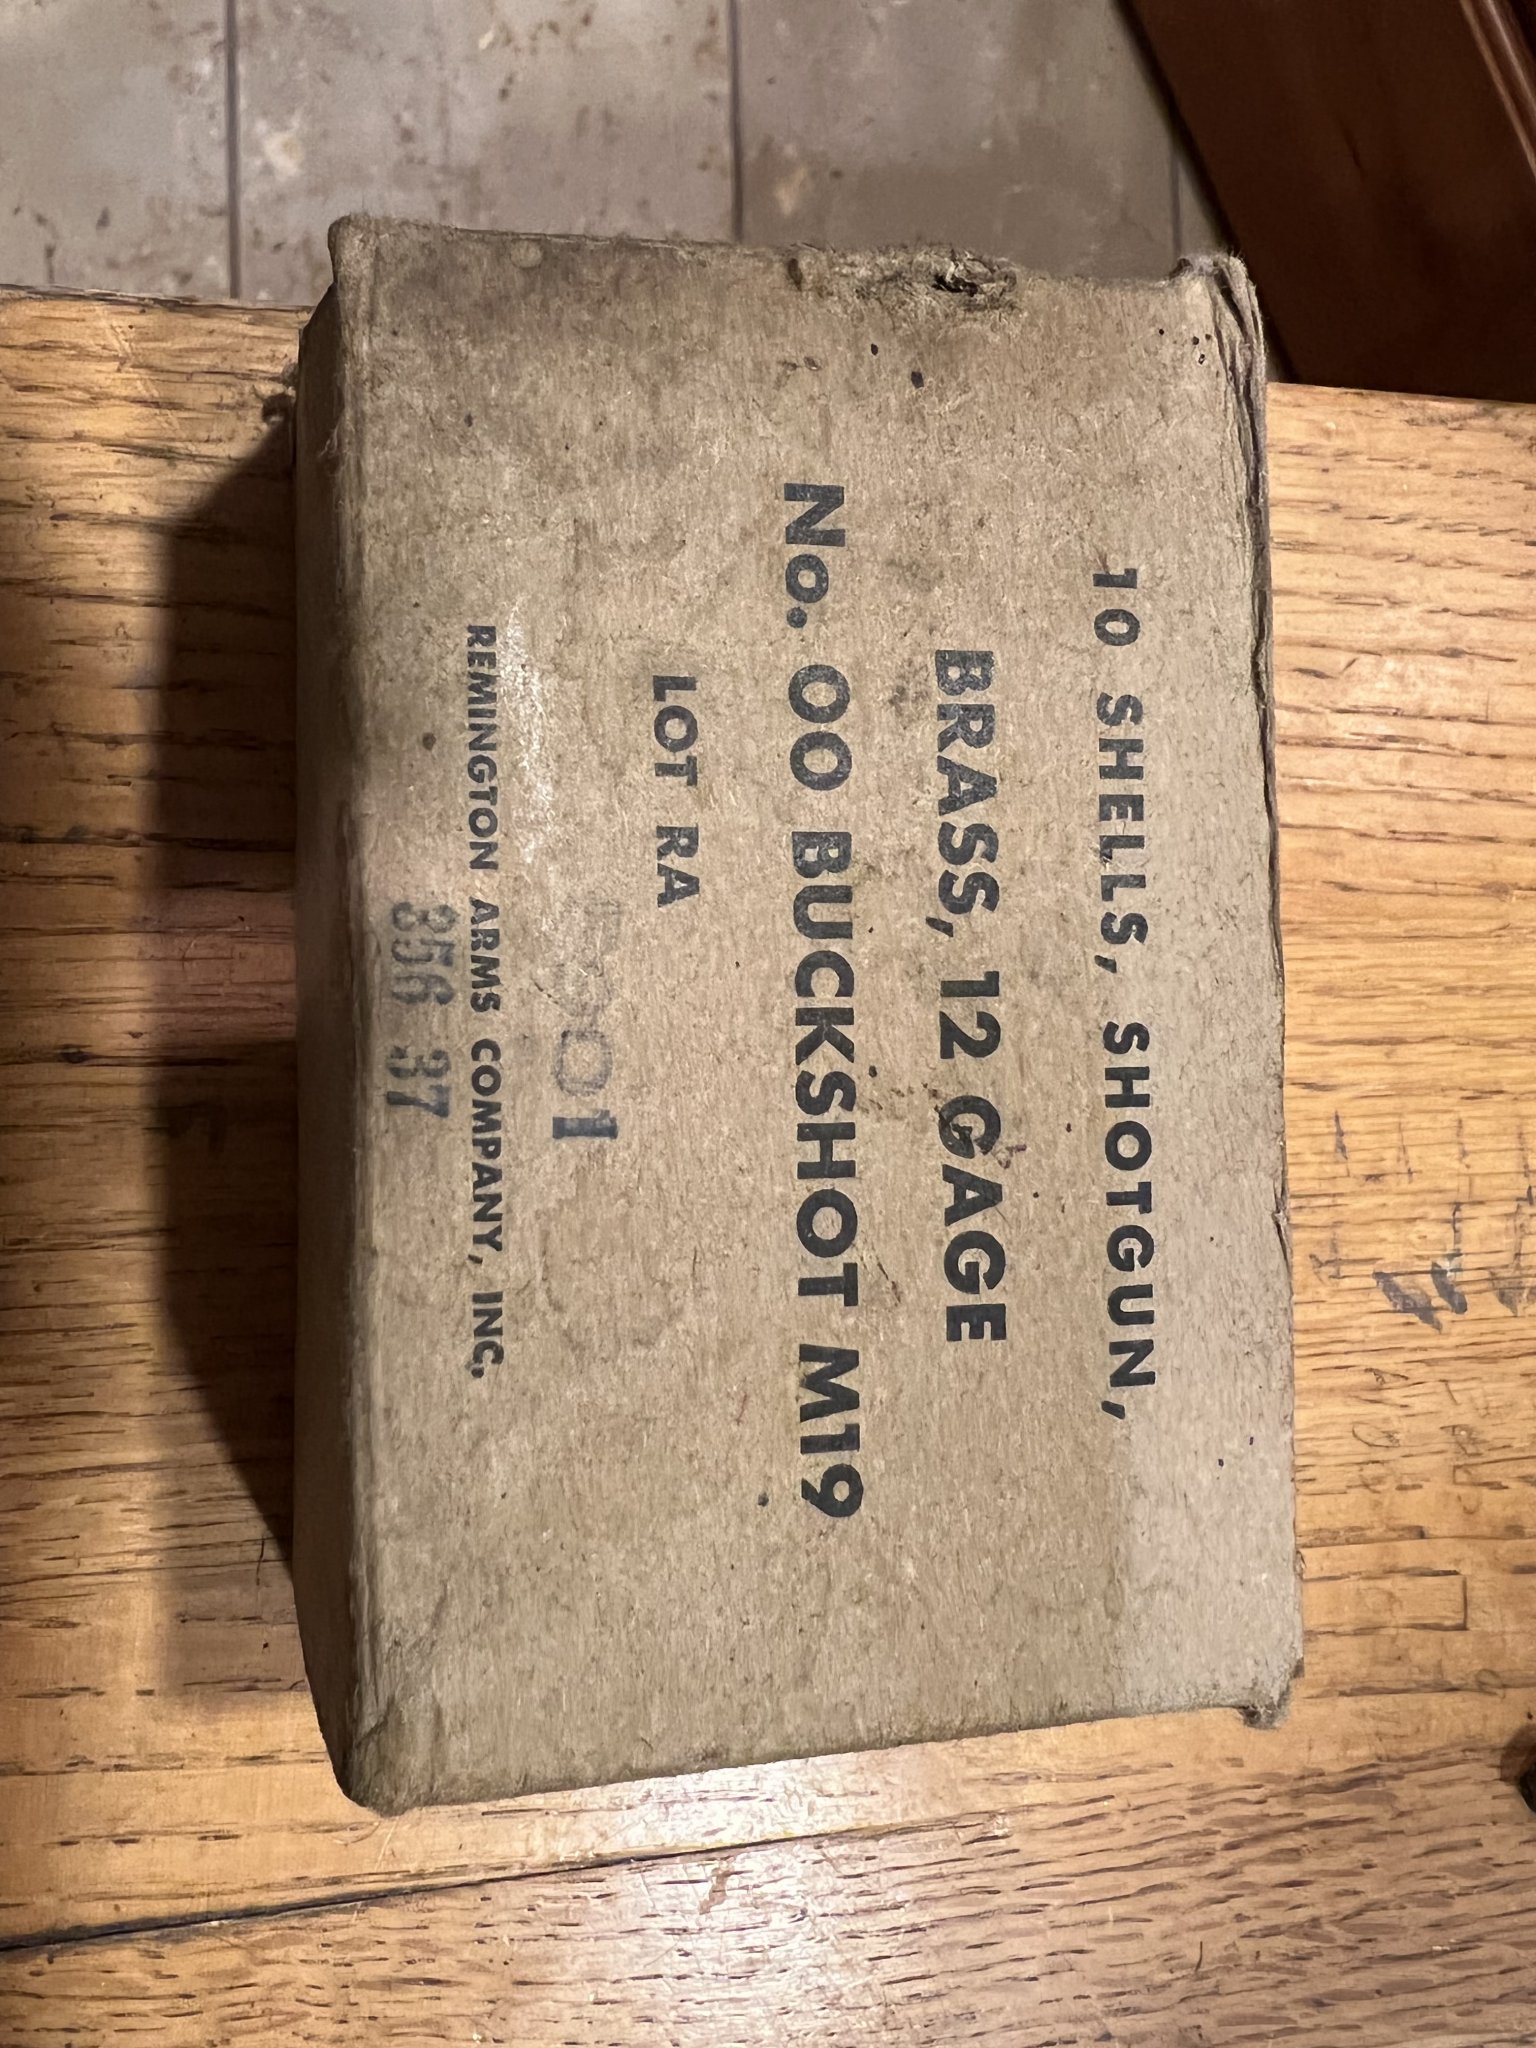 10 SHELLS, SHOTGUN,
BRASS, 12 GAGE
No. 00 BUCKSHOT M19
LOT RA
REMINGTON ARMS COMPANY, INC.
356 37